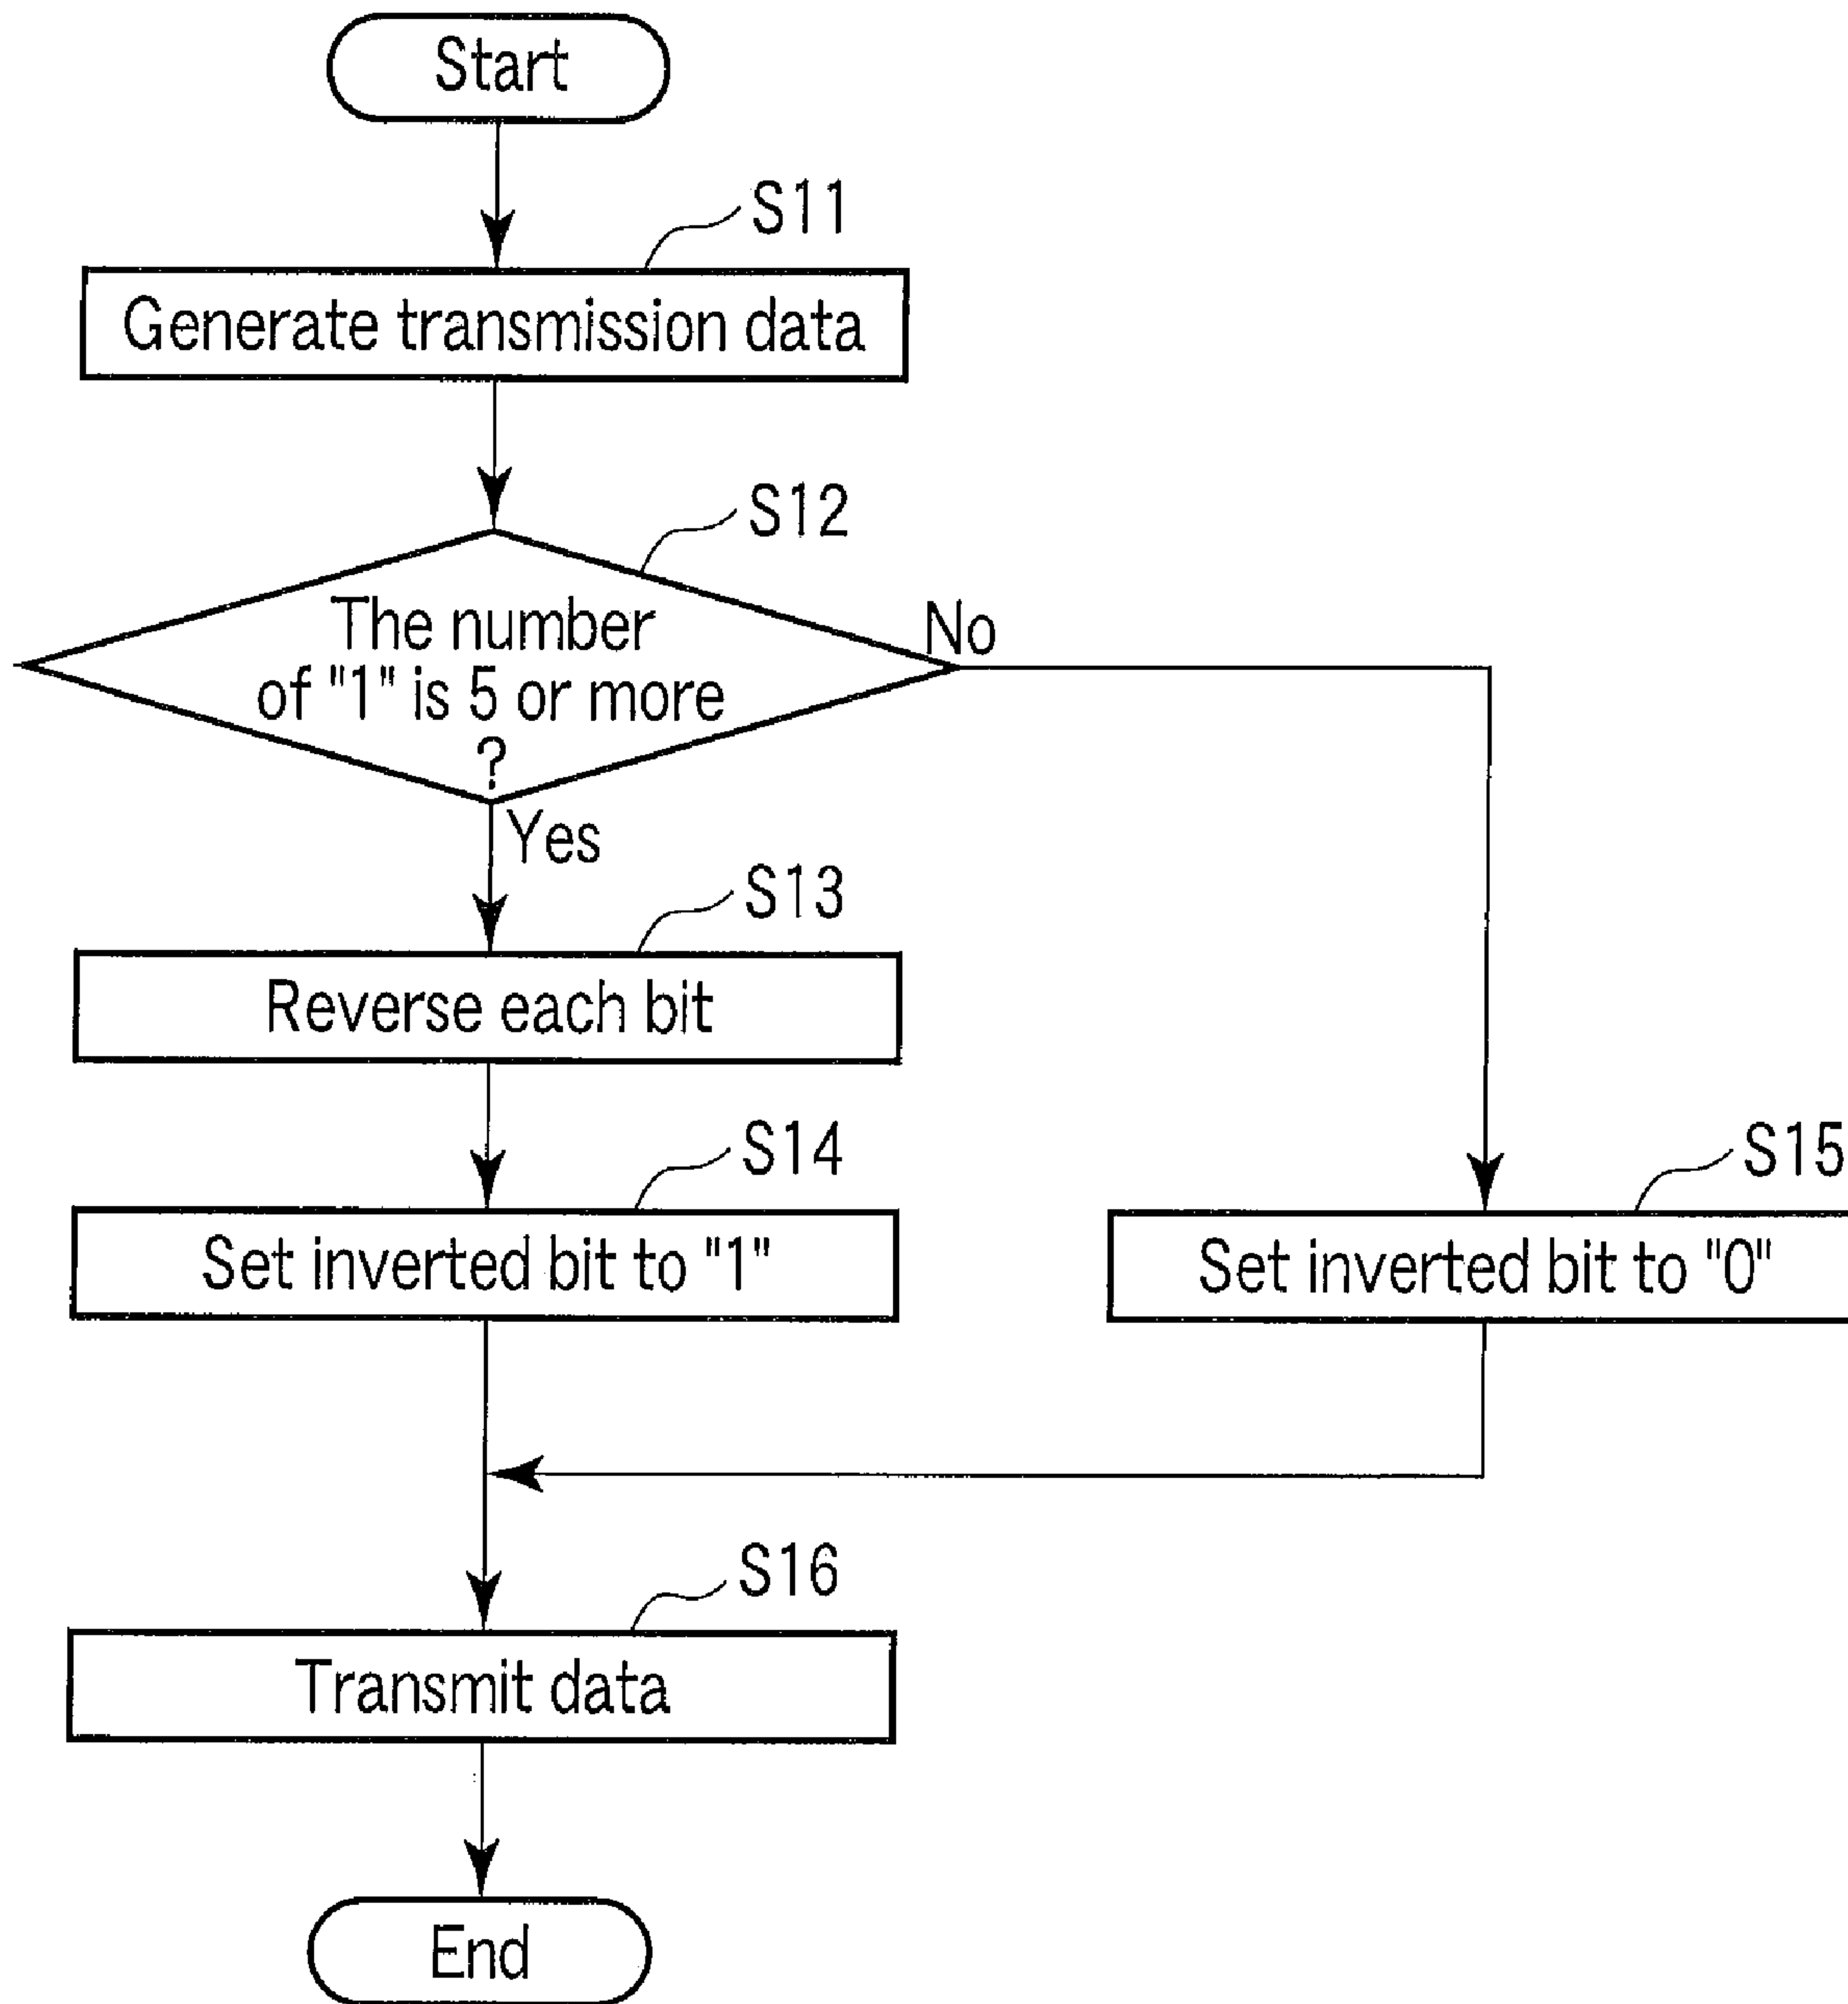 Start
S11
Generate transmission data
S12
The number
of "1" is 5 or more
?
No
Yes
S13
Reverse each bit
S14
Set inverted bit to "1"
S15
Set inverted bit to "0"
S16
Transmit data
End